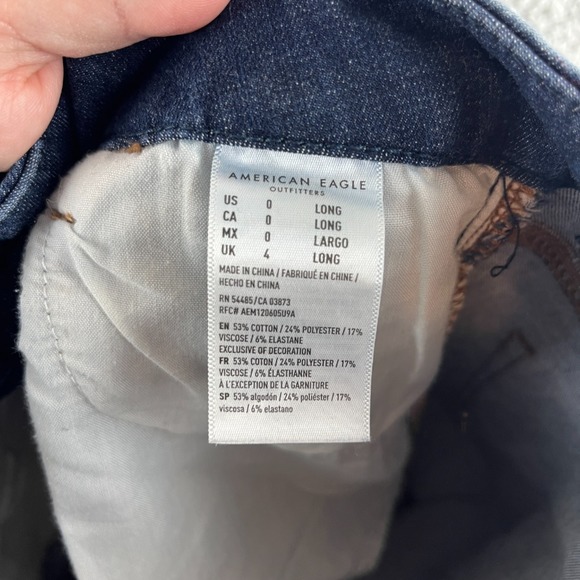 AMERICAN EAGLE
OUTFITTERS
US 0 LONG
CA 0 LONG
MX 0 LARGO
UK 4 LONG
MADE IN CHINA / FABRIQUÉ EN CHINE /
HECHO EN CHINA
RN 54485/CA 03873
RFC# AEM120605U9A
EN 53% COTTON / 24% POLYESTER / 17%
VISCOSE / 6% ELASTANE
EXCLUSIVE OF DECORATION
FR 53% COTON / 24% POLYESTER / 17%
VISCOSE / 6% ÉLASTHANNE
À L'EXCEPTION DE LA GARNITURE
SP 53% algodón / 24% poliéster / 17%
viscosa / 6% elastano